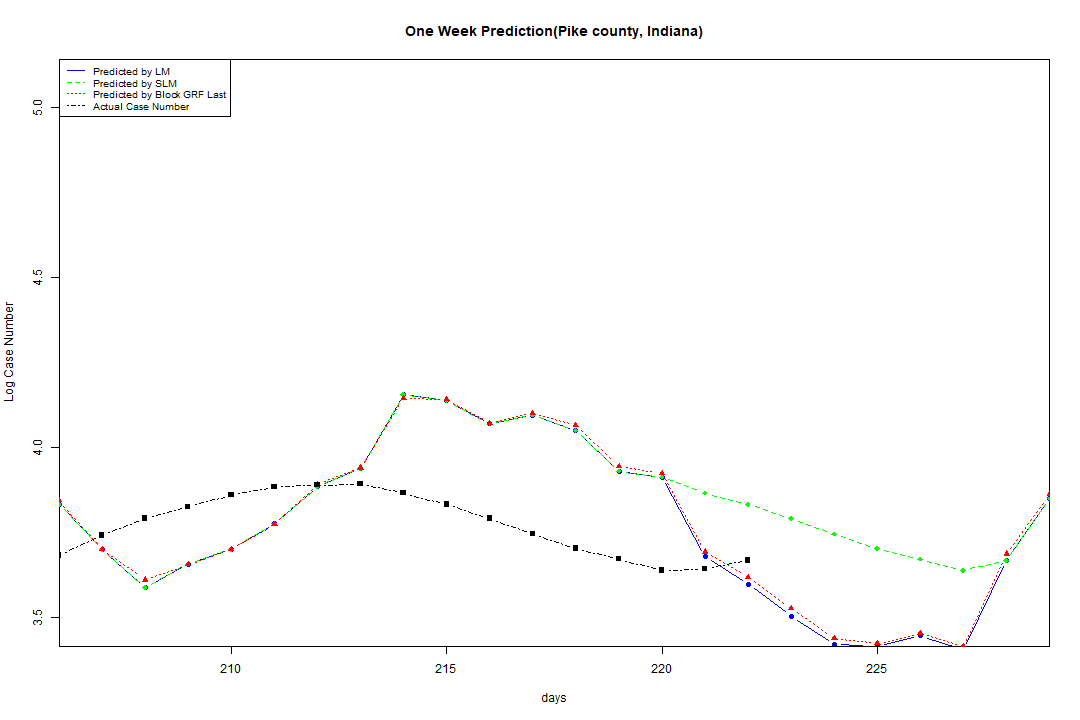 One Week Prediction(Pike county, Indiana)
Predicted by LM
Predicted by SLM
Predicted by Block GRF Last
Actual Case Number
5.0
4.5
4.0
3.5
Log Case Number
210 215 220 225
days